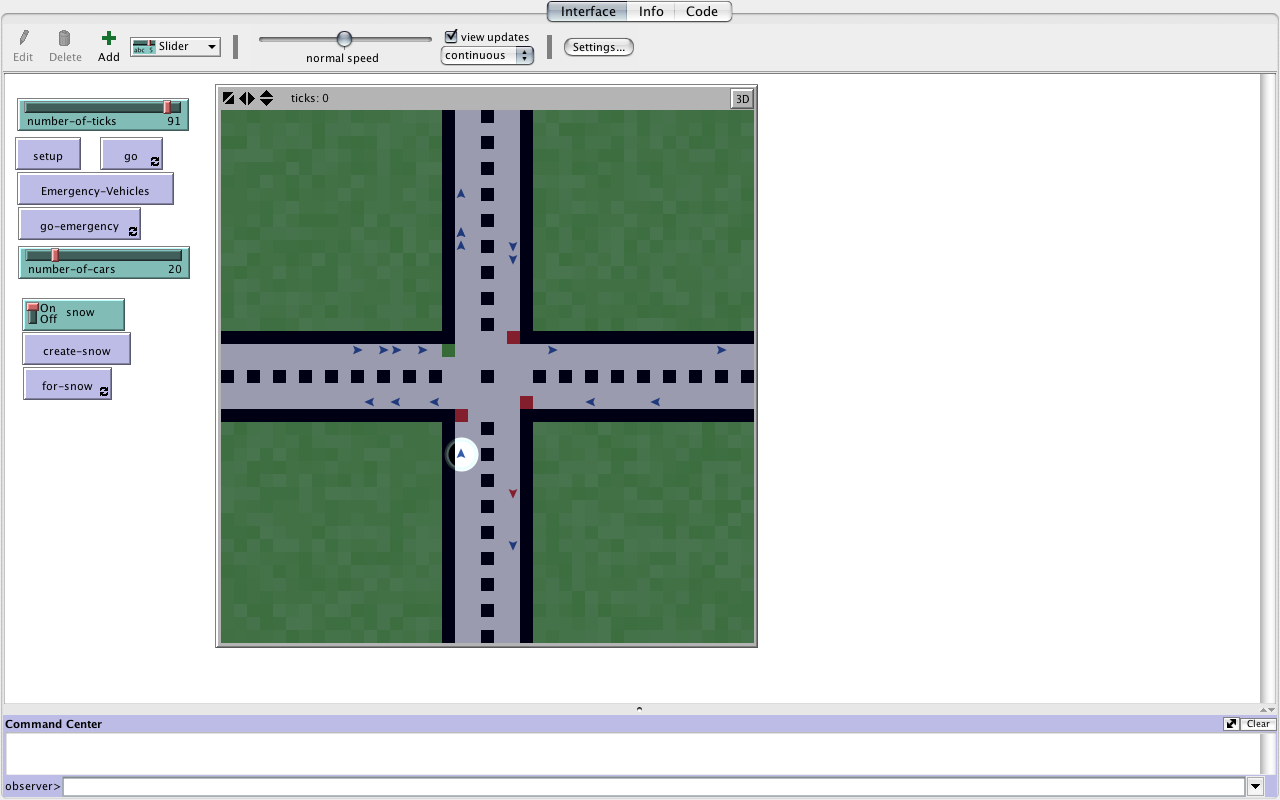 Interface Info Code
Edit Delete Add abc 5 Slider normal speed view updates continuous Settings...
ticks: 0 3D
number-of-ticks 91
setup go
Emergency-Vehicles
go-emergency
number-of-cars 20
On
Off snow
create-snow
for-snow
Command Center Clear
observer>